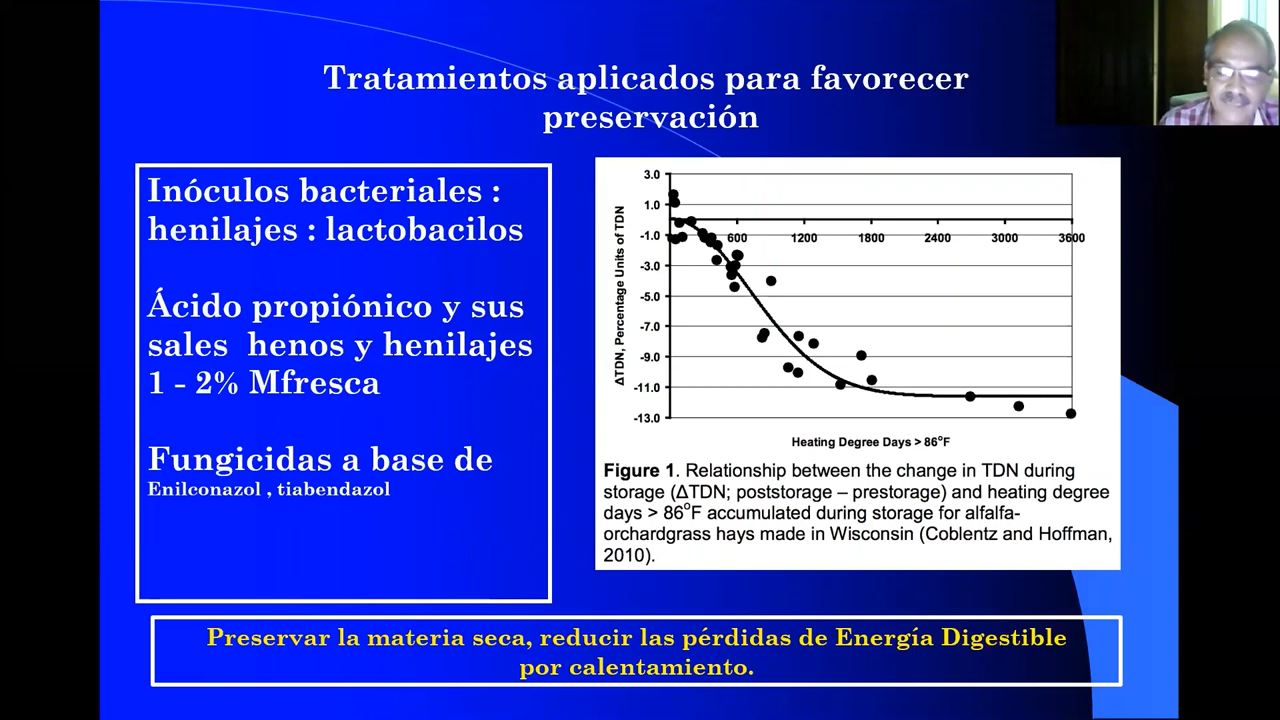 Tratamientos aplicados para favorecer
preservación
Inóculos bacteriales :
henilajes : lactobacilos
Ácido propiónico y sus
sales henos y henilajes
1 - 2% Mfresca
Fungicidas a base de
Enilconazol , tiabendazol
ΔTDN, Percentage Units of TDN
3.0
1.0
-1.0
-3.0
-5.0
-7.0
-9.0
-11.0
-13.0
600 1200 1800 2400 3000 3600
Heating Degree Days > 86°F
Figure 1. Relationship between the change in TDN during
storage (ΔTDN; poststorage – prestorage) and heating degree
days > 86°F accumulated during storage for alfalfa-
orchardgrass hays made in Wisconsin (Coblentz and Hoffman,
2010).
Preservar la materia seca, reducir las pérdidas de Energía Digestible
por calentamiento.